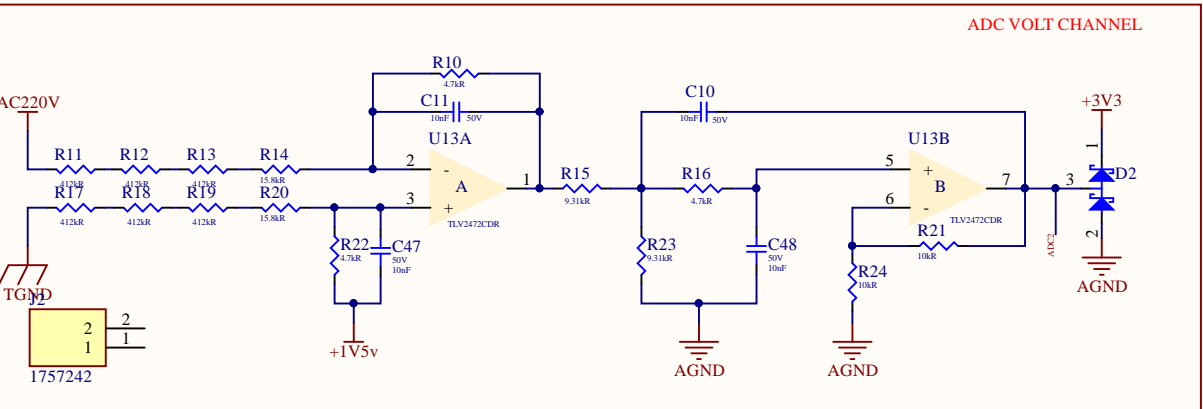 ADC VOLT CHANNEL
AC220V
R10
4.7kR
C11
10nF
50V
U13A
R11
412kR
R12
412kR
R13
412kR
R14
15.8kR
2
-
A
1
3
+
TLV2472CDR
R17
412kR
R18
412kR
R19
412kR
R20
15.8kR
R22
4.7kR
C47
50V
10nF
+1V5v
TGND
J2
2
2
1
1
1757242
R15
9.31kR
C10
10nF
50V
R16
4.7kR
R23
9.31kR
C48
50V
10nF
AGND
U13B
5
+
B
7
6
-
TLV2472CDR
R21
10kR
R24
10kR
AGND
ADC2
+3V3
1
3
D2
2
AGND